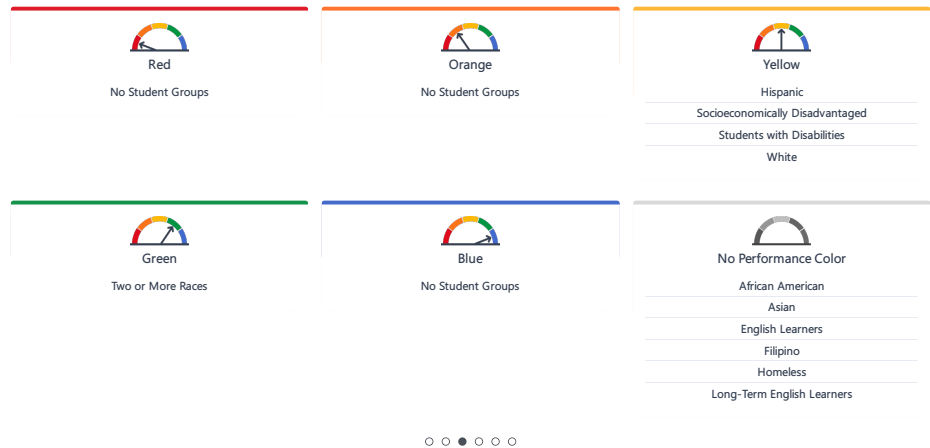 Red
No Student Groups
Orange
No Student Groups
Yellow
Hispanic
Socioeconomically Disadvantaged
Students with Disabilities
White
Green
Two or More Races
Blue
No Student Groups
No Performance Color
African American
Asian
English Learners
Filipino
Homeless
Long-Term English Learners